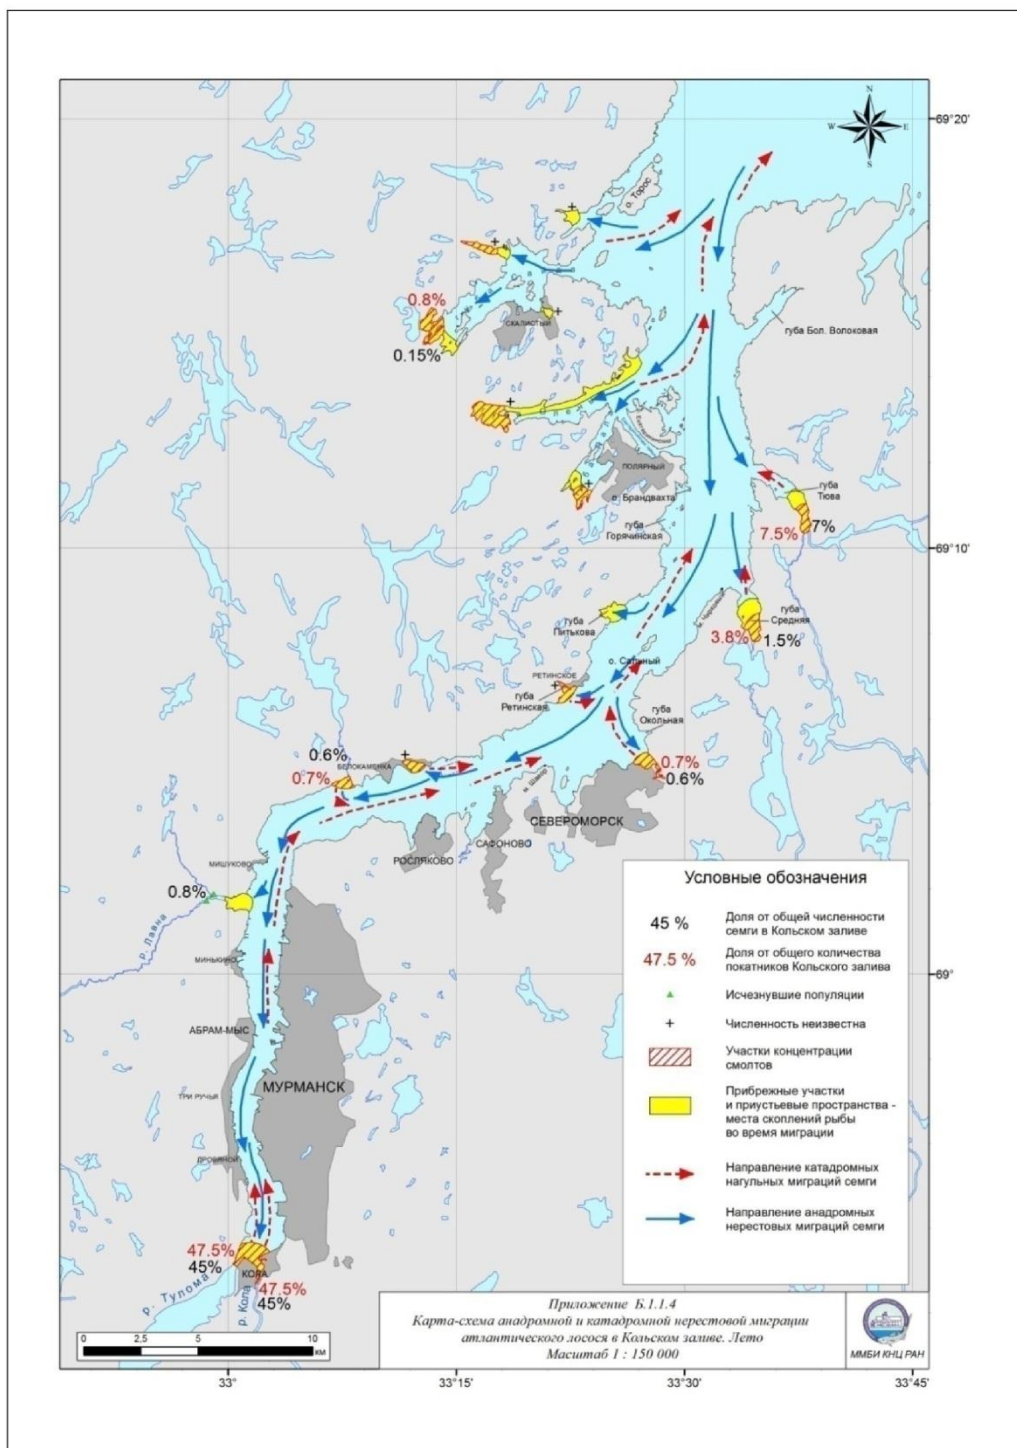 N
W
E
S
69°20'
о. Торос
0.8%
СКАЛИСТЫЙ
губа Бол. Волоковая
0.15%
ПОЛЯРНЫЙ
о. Брандвахта
губа
Тюва
губа
Горячинская
7.5%
7%
69°10'
губа
Питькова
губа
Средняя
3.8%
1.5%
о. Сальный
РЕТИНСКОЕ
губа
Ретинская
губа
Окольная
0.6%
БЕЛОКАМЕНКА
0.7%
0.7%
0.6%
СЕВЕРОМОРСК
САФОНОВО
РОСЛЯКОВО
МИШУКОВО
0.8%
р. Лавна
МИНЬКИНО
АБРАМ-МЫС
МУРМАНСК
ТРИ РУЧЬЯ
ДРОВЯНОЙ
47.5%
45%
КОЛА
47.5%
45%
р. Тулома
р. Кола
69°
Условные обозначения
45 %
Доля от общей численности
семги в Кольском заливе
47.5 %
Доля от общего количества
покатников Кольского залива
Исчезнувшие популяции
Численность неизвестна
Участки концентрации
смолтов
Прибрежные участки
и приустьевые пространства -
места скоплений рыбы
во время миграции
Направление катадромных
нагульных миграций семги
Направление анадромных
нерестовых миграций семги
Приложение Б.1.1.4
Карта-схема анадромной и катадромной нерестовой миграции
атлантического лосося в Кольском заливе. Лето
Масштаб 1 : 150 000
ММБИ КНЦ РАН
0 2,5 5 10
км
33° 33°15' 33°30' 33°45'